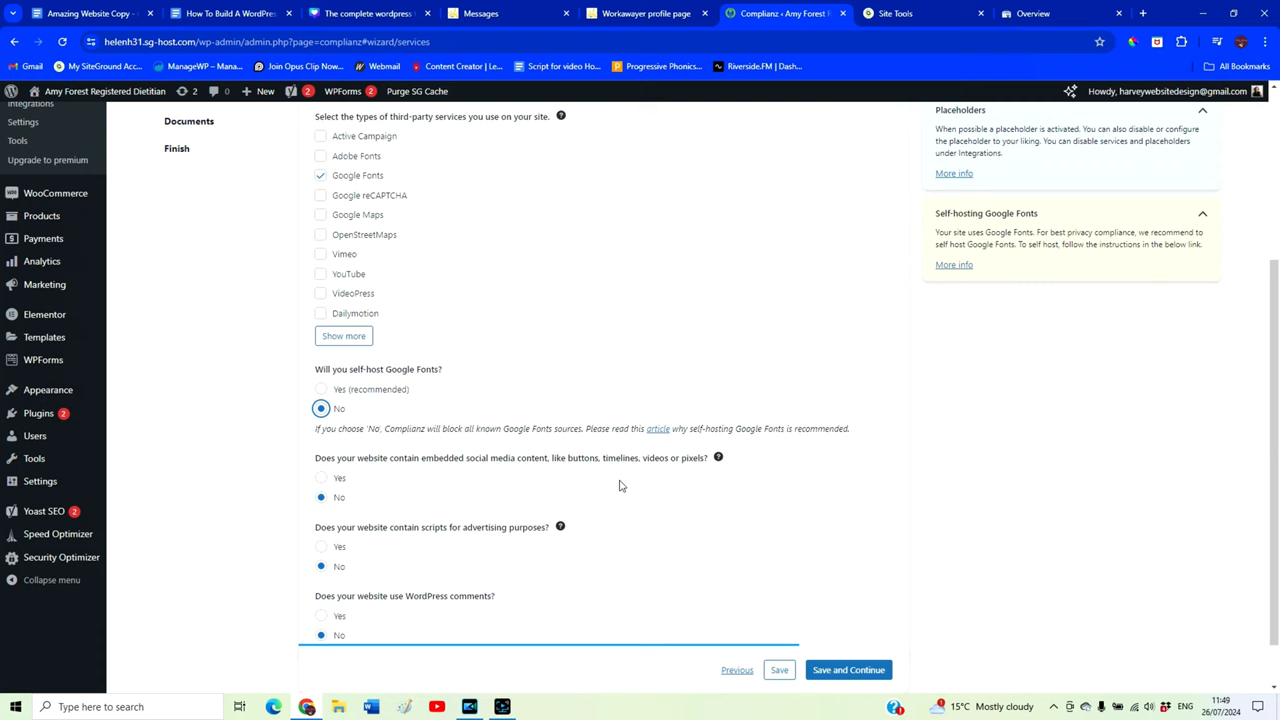 Amazing Website Copy -
How To Build A WordPres
The complete wordpress
Messages
Workawayer profile page
Complianz ‹ Amy Forest R
Site Tools
Overview
helenh31.sg-host.com/wp-admin/admin.php?page=complianz#wizard/services
Gmail
My SiteGround Acc...
ManageWP – Mana...
Join Opus Clip Now...
Webmail
Content Creator | Le...
Script for video Ho...
Progressive Phonics...
Riverside.FM | Dash...
All Bookmarks
Amy Forest Registered Dietitian
2
0
New
2
WPForms 2
Purge SG Cache
Howdy, harveywebsitedesign@gmail.com
Integrations
Settings
Tools
Upgrade to premium
WooCommerce
Products
Payments
Analytics
Marketing
Elementor
Templates
WPForms
Appearance
Plugins 2
Users
Tools
Settings
Yoast SEO 2
Speed Optimizer
Security Optimizer
Collapse menu
Documents
Finish
Select the types of third-party services you use on your site.
Active Campaign
Adobe Fonts
Google Fonts
Google reCAPTCHA
Google Maps
OpenStreetMaps
Vimeo
YouTube
VideoPress
Dailymotion
Show more
Will you self-host Google Fonts?
Yes (recommended)
No
If you choose 'No', Complianz will block all known Google Fonts sources. Please read this article why self-hosting Google Fonts is recommended.
Does your website contain embedded social media content, like buttons, timelines, videos or pixels?
Yes
No
Does your website contain scripts for advertising purposes?
Yes
No
Does your website use WordPress comments?
Yes
No
Previous
Save
Save and Continue
Placeholders
When possible a placeholder is activated. You can also disable or configure
the placeholder to your liking. You can disable services and placeholders
under Integrations.
More info
Self-hosting Google Fonts
Your site uses Google Fonts. For best privacy compliance, we recommend to
self host Google Fonts. To self host, follow the instructions in the below link.
More info
Type here to search
15°C Mostly cloudy
ENG
11:49
26/07/2024